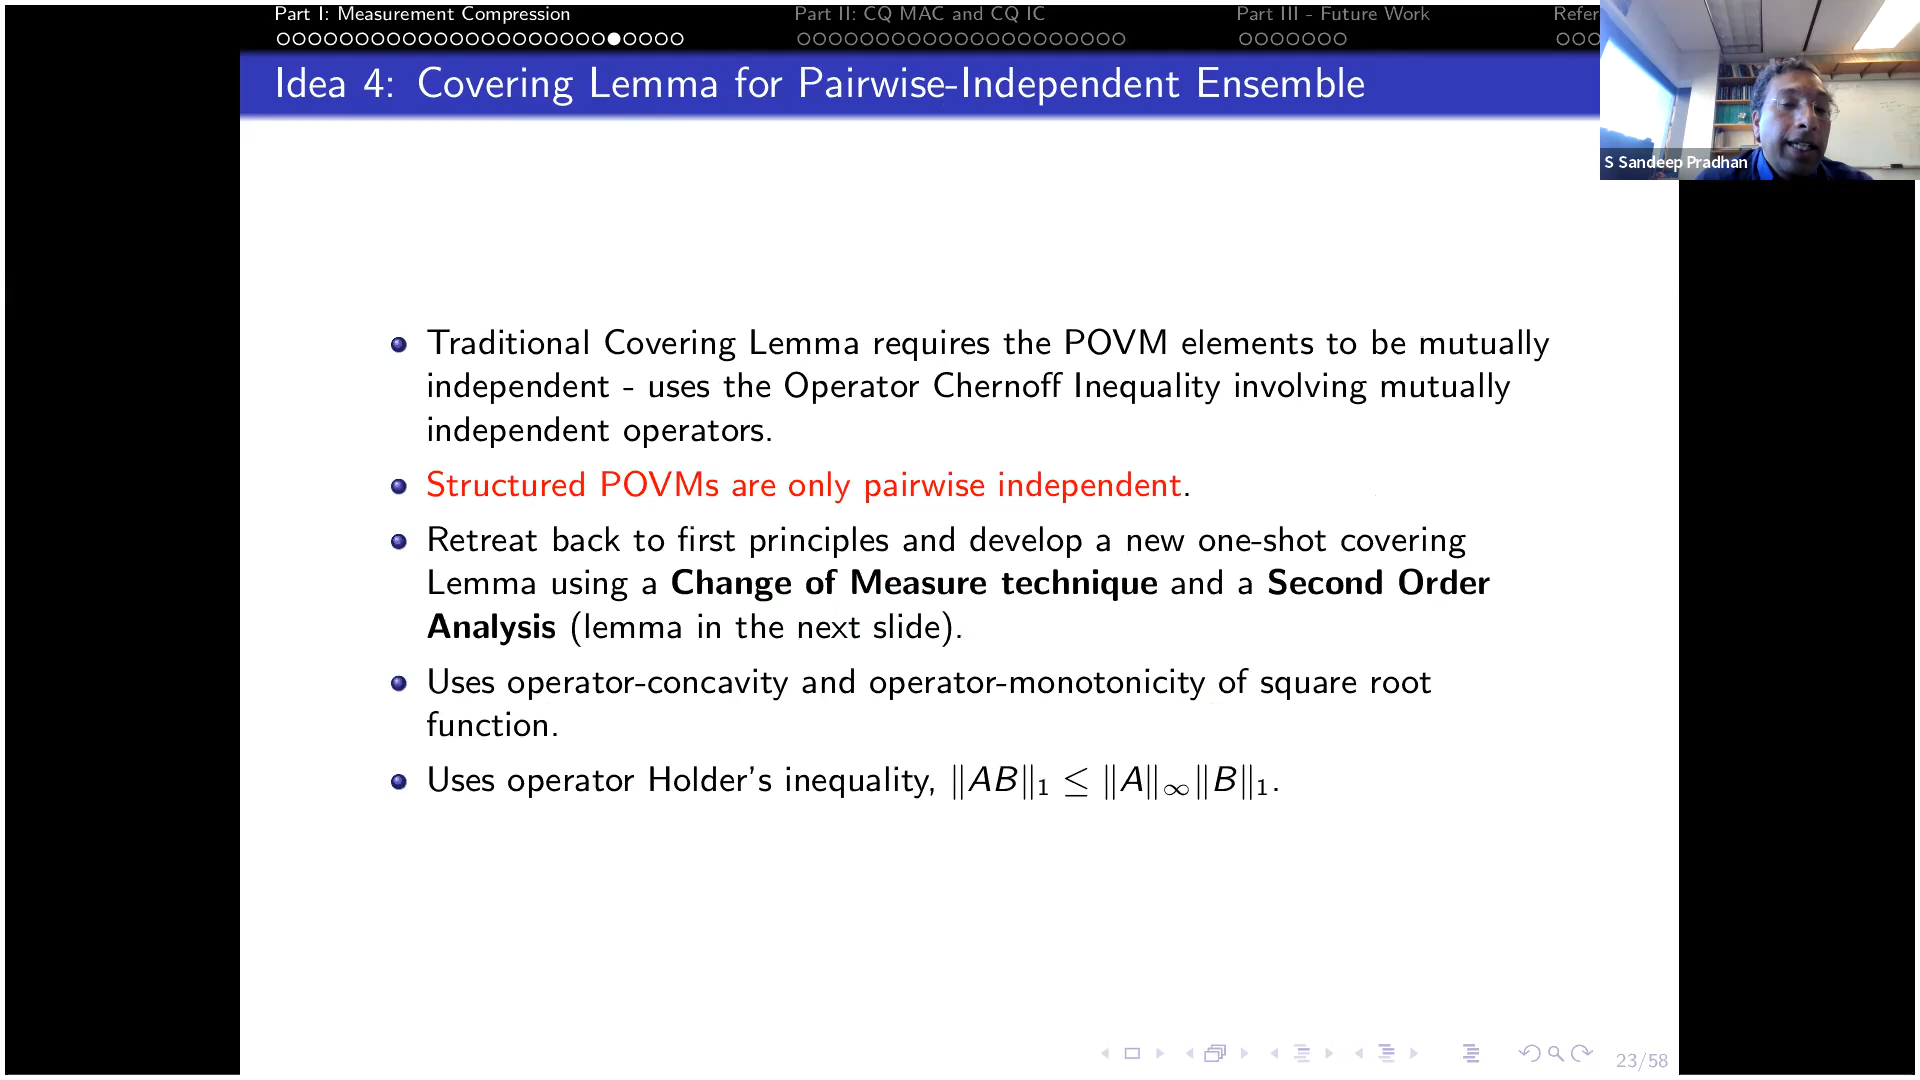 Part I: Measurement Compression Part II: CQ MAC and CQ IC Part III - Future Work Refer
Idea 4: Covering Lemma for Pairwise-Independent Ensemble
S Sandeep Pradhan
Traditional Covering Lemma requires the POVM elements to be mutually
independent - uses the Operator Chernoff Inequality involving mutually
independent operators.
Structured POVMs are only pairwise independent.
Retreat back to first principles and develop a new one-shot covering
Lemma using a Change of Measure technique and a Second Order
Analysis (lemma in the next slide).
Uses operator-concavity and operator-monotonicity of square root
function.
Uses operator Holder's inequality, ‖AB‖₁ ≤ ‖A‖∞‖B‖₁.
23/58